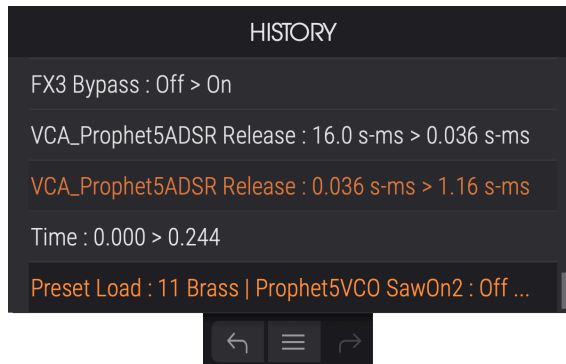 HISTORY
FX3 Bypass : Off > On
VCA_Prophet5ADSR Release : 16.0 s-ms > 0.036 s-ms
VCA_Prophet5ADSR Release : 0.036 s-ms > 1.16 s-ms
Time : 0.000 > 0.244
Preset Load : 11 Brass | Prophet5VCO SawOn2 : Off ...